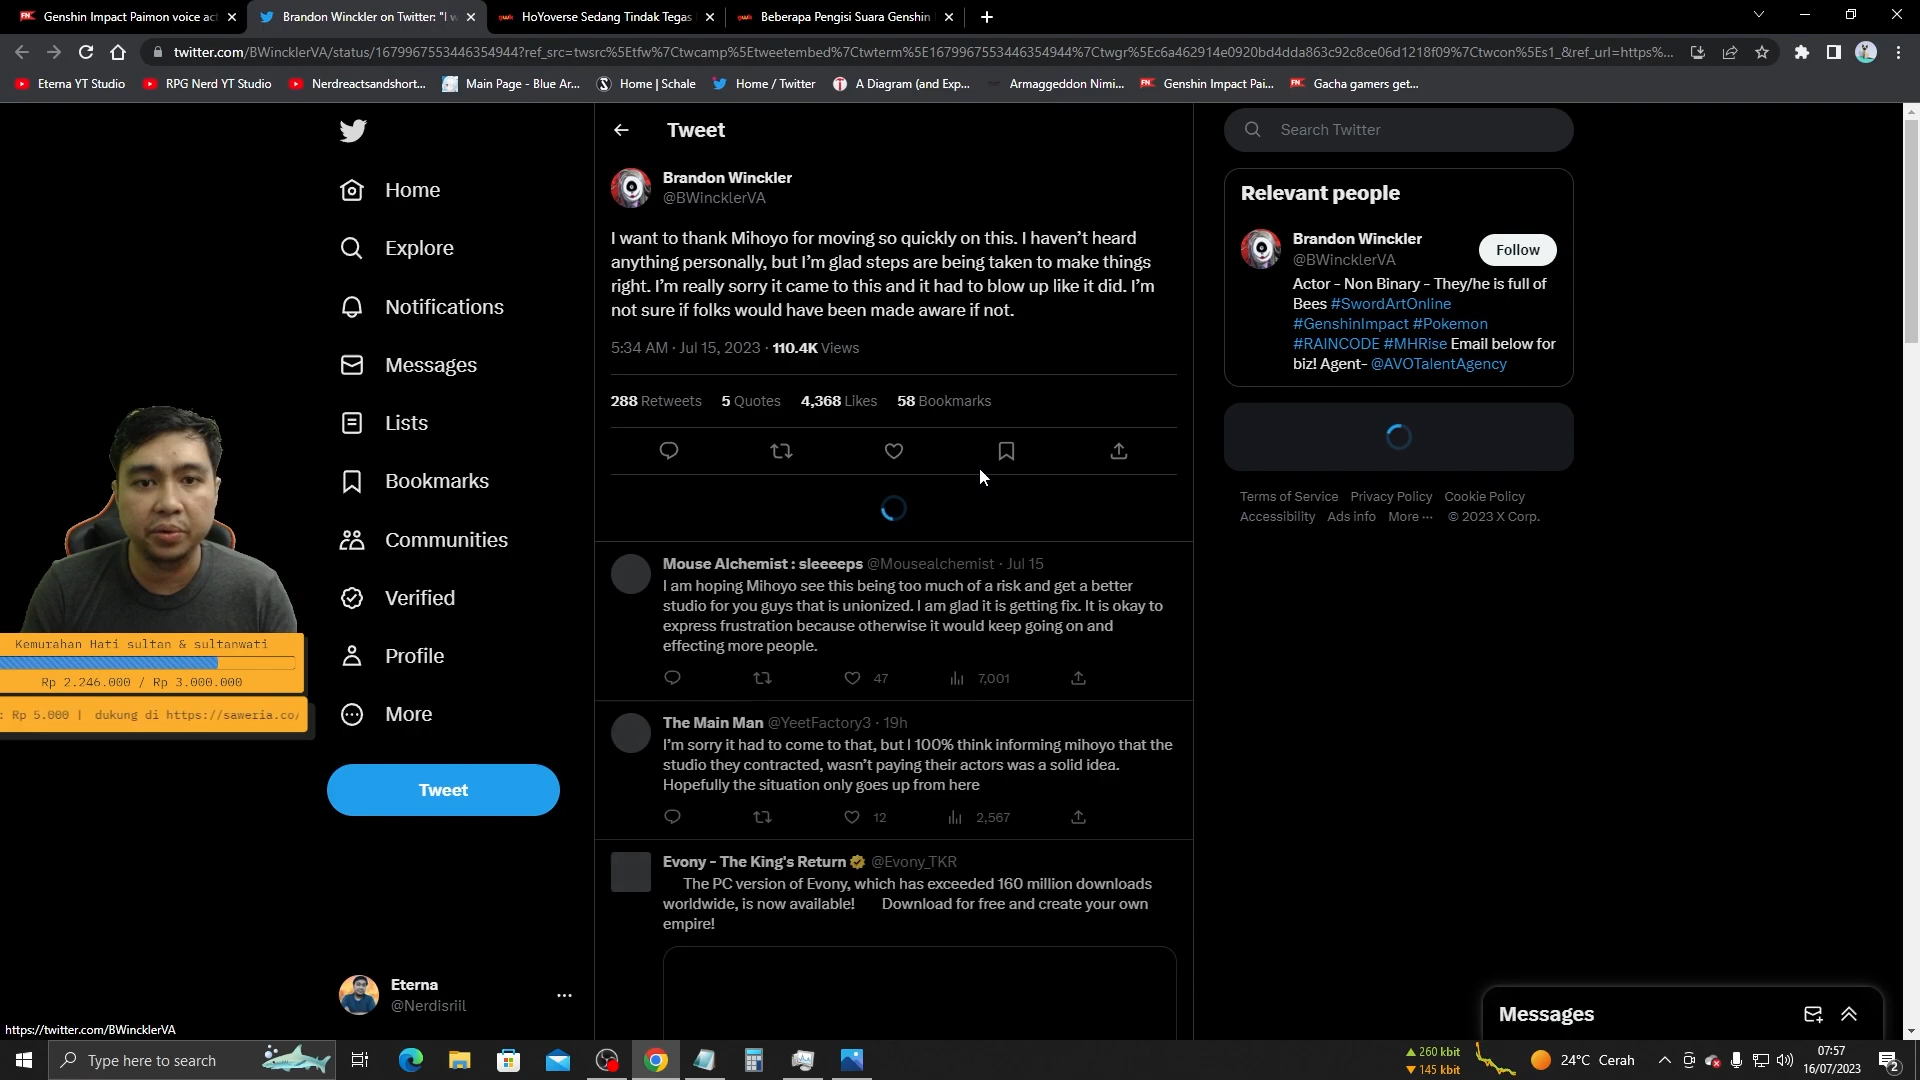 Genshin Impact Paimon voice act
Brandon Winckler on Twitter: "I w
HoYoverse Sedang Tindak Tegas
Beberapa Pengisi Suara Genshin
twitter.com/BWincklerVA/status/1679967553446354944?ref_src=twsrc%5Etfw%7Ctwcamp%5Etweetembed%7Ctwterm%5E1679967553446354944%7Ctwgr%5Ec6a462914e0920bd4dda863c92c8ce06d1218f09%7Ctwcon%5Es1_&ref_url=https%...
Eterna YT Studio
RPG Nerd YT Studio
Nerdreactsandshort...
Main Page - Blue Ar...
Home | Schale
Home / Twitter
A Diagram (and Exp...
Armaggeddon Nimi...
Genshin Impact Pai...
Gacha gamers get...
Home
Explore
Notifications
Messages
Lists
Bookmarks
Communities
Verified
Profile
More
Tweet
Eterna
@Nerdisriil
Kemurahan Hati sultan & sultanwati
Rp 2.246.000 / Rp 3.000.000
: Rp 5.000 | dukung di https://saweria.co/
Tweet
Brandon Winckler
@BWincklerVA
I want to thank Mihoyo for moving so quickly on this. I haven't heard
anything personally, but I'm glad steps are being taken to make things
right. I'm really sorry it came to this and it had to blow up like it did. I'm
not sure if folks would have been made aware if not.
5:34 AM · Jul 15, 2023 · 110.4K Views
288 Retweets 5 Quotes 4,368 Likes 58 Bookmarks
Mouse Alchemist : sleeeeps @Mousealchemist · Jul 15
I am hoping Mihoyo see this being too much of a risk and get a better
studio for you guys that is unionized. I am glad it is getting fix. It is okay to
express frustration because otherwise it would keep going on and
effecting more people.
47 7,001
The Main Man @YeetFactory3 · 19h
I'm sorry it had to come to that, but I 100% think informing mihoyo that the
studio they contracted, wasn't paying their actors was a solid idea.
Hopefully the situation only goes up from here
12 2,567
Evony - The King's Return @Evony_TKR
The PC version of Evony, which has exceeded 160 million downloads
worldwide, is now available! Download for free and create your own
empire!
Search Twitter
Relevant people
Brandon Winckler
@BWincklerVA
Follow
Actor - Non Binary - They/he is full of
Bees #SwordArtOnline
#GenshinImpact #Pokemon
#RAINCODE #MHRise Email below for
biz! Agent- @AVOTalentAgency
Terms of Service Privacy Policy Cookie Policy
Accessibility Ads info More ··· © 2023 X Corp.
Messages
https://twitter.com/BWincklerVA
Type here to search
260 kbit
145 kbit
24°C Cerah
07:57
16/07/2023
2